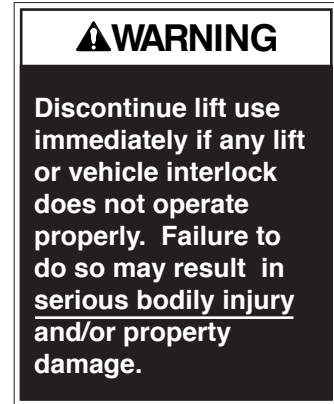 WARNING
Discontinue lift use
immediately if any lift
or vehicle interlock
does not operate
properly.  Failure to
do so may result  in
serious bodily injury
and/or property
damage.